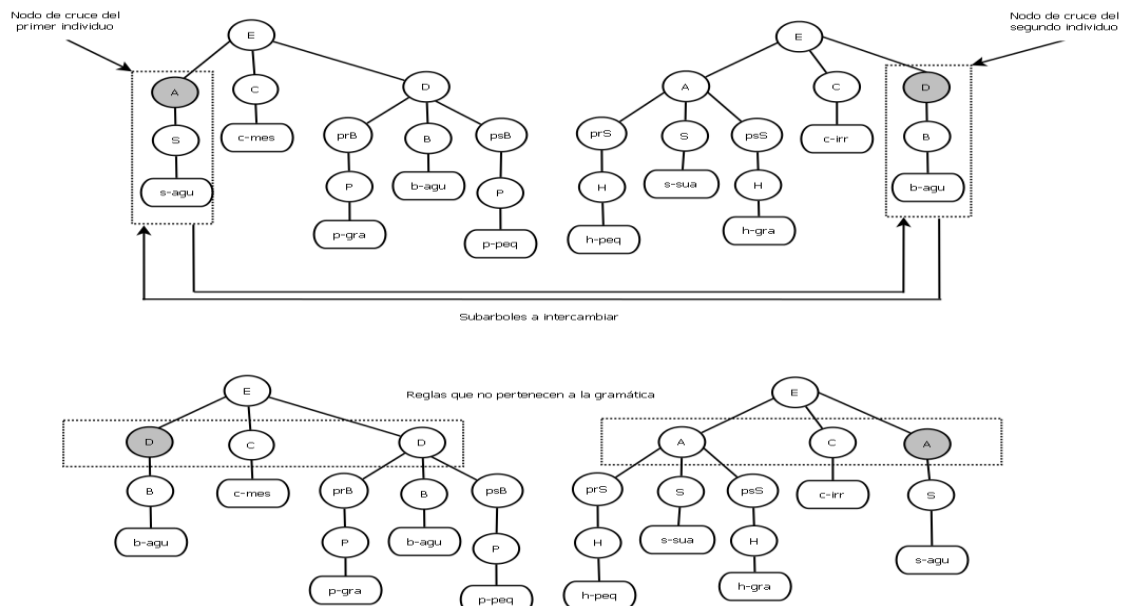 Nodo de cruce del
primer individuo
Nodo de cruce del
segundo individuo
E
E
A
C
D
A
C
D
S
c-mes
prB
B
psB
prS
S
psS
c-irr
B
s-agu
P
b-agu
P
H
s-sua
H
b-agu
p-gra
p-peq
h-peq
h-gra
Subarboles a intercambiar
Reglas que no pertenecen a la gramática
E
E
D
C
D
A
C
A
B
c-mes
prB
B
psB
prS
S
psS
c-irr
S
b-agu
P
b-agu
P
H
s-sua
H
s-agu
p-gra
p-peq
h-peq
h-gra